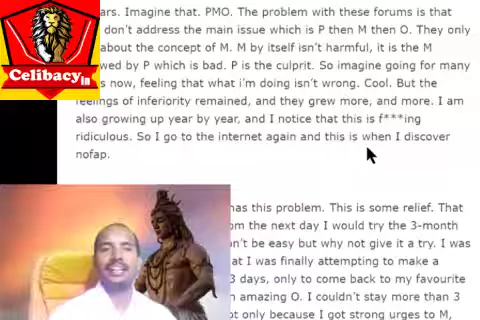 ars. Imagine that. PMO. The problem with these forums is that
don't address the main issue which is P then M then O. They only
about the concept of M. M by itself isn't harmful, it is the M
wed by P which is bad. P is the culprit. So imagine going for many
s now, feeling that what i'm doing isn't wrong. Cool. But the
feelings of inferiority remained, and they grew more, and more. I am
also growing up year by year, and I notice that this is f***ing
ridiculous. So I go to the internet again and this is when I discover
nofap.
Celibacy.in
has this problem. This is some relief. That
om the next day I would try the 3-month
n't be easy but why not give it a try. I was
at I was finally attempting to make a
3 days, only to come back to my favourite
n amazing O. I couldn't stay more than 3
ot only because I got strong urges to M,